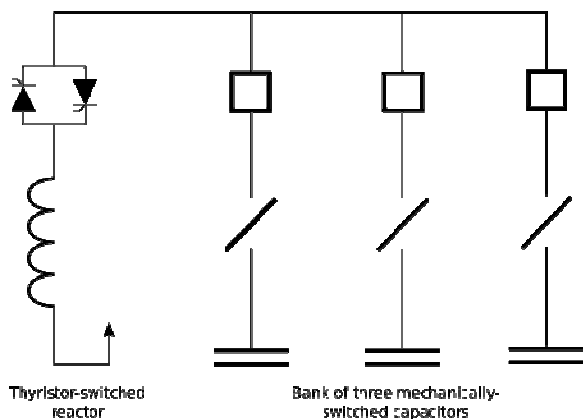 Thyristor-switched
reactor
Bank of three mechanically-
switched capacitors